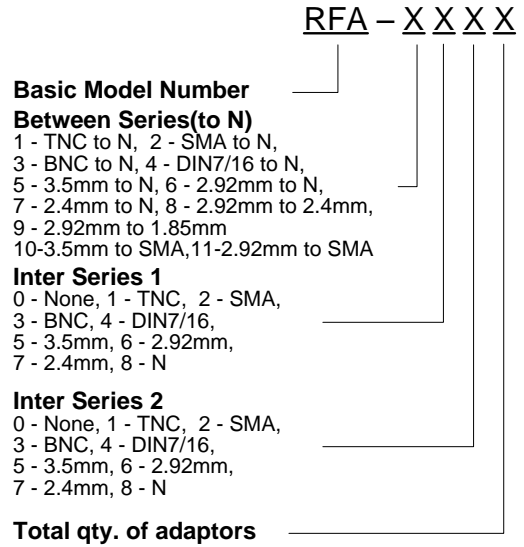 RFA – X X X X
Basic Model Number
Between Series(to N)
1 - TNC to N, 2 - SMA to N,
3 - BNC to N, 4 - DIN7/16 to N,
5 - 3.5mm to N, 6 - 2.92mm to N,
7 - 2.4mm to N, 8 - 2.92mm to 2.4mm,
9 - 2.92mm to 1.85mm
10-3.5mm to SMA,11-2.92mm to SMA
Inter Series 1
0 - None, 1 - TNC, 2 - SMA,
3 - BNC, 4 - DIN7/16,
5 - 3.5mm, 6 - 2.92mm,
7 - 2.4mm, 8 - N
Inter Series 2
0 - None, 1 - TNC, 2 - SMA,
3 - BNC, 4 - DIN7/16,
5 - 3.5mm, 6 - 2.92mm,
7 - 2.4mm, 8 - N
Total qty. of adaptors